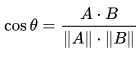 cos θ = A · B / ‖A‖ · ‖B‖